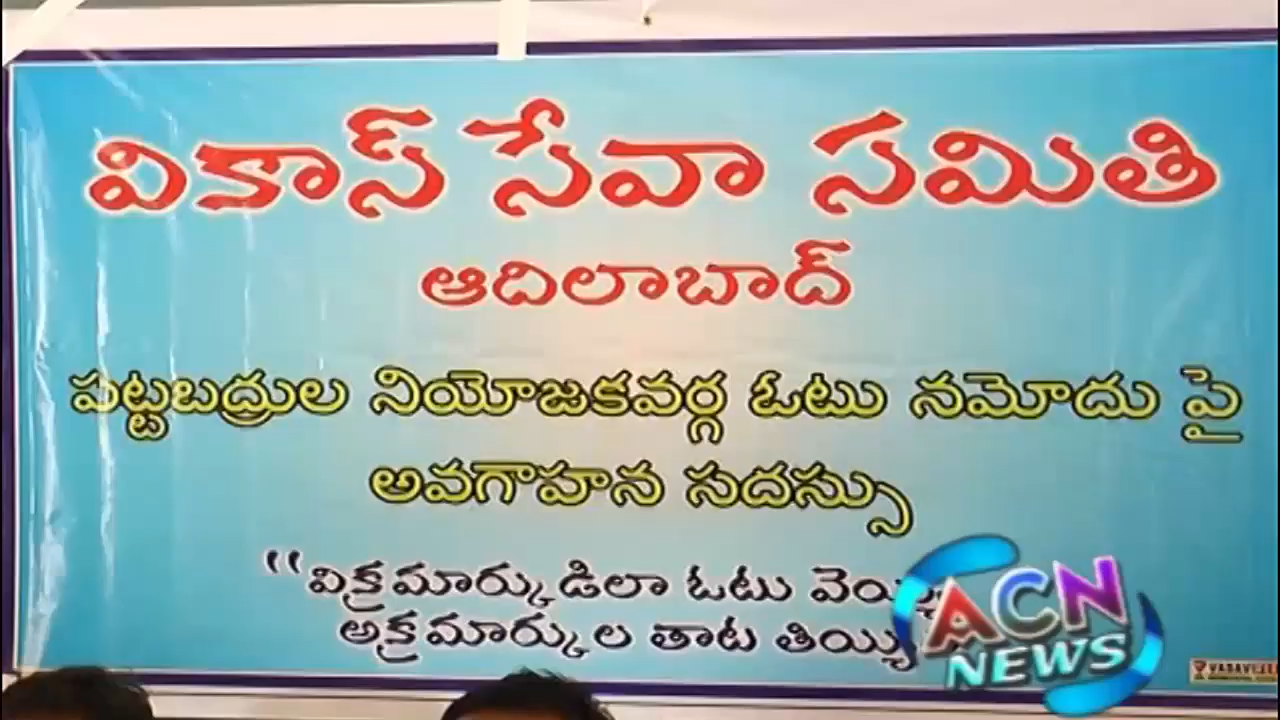 వికాస్ సేవా సమితి
ఆదిలాబాద్
పట్టబద్రుల నియోజకవర్గ ఓటు నమోదు పై
అవగాహన సదస్సు
“విక్రమార్కుడిలా ఓటు
అక్రమార్కుల తాట తియ్యి
ACN
NEWS